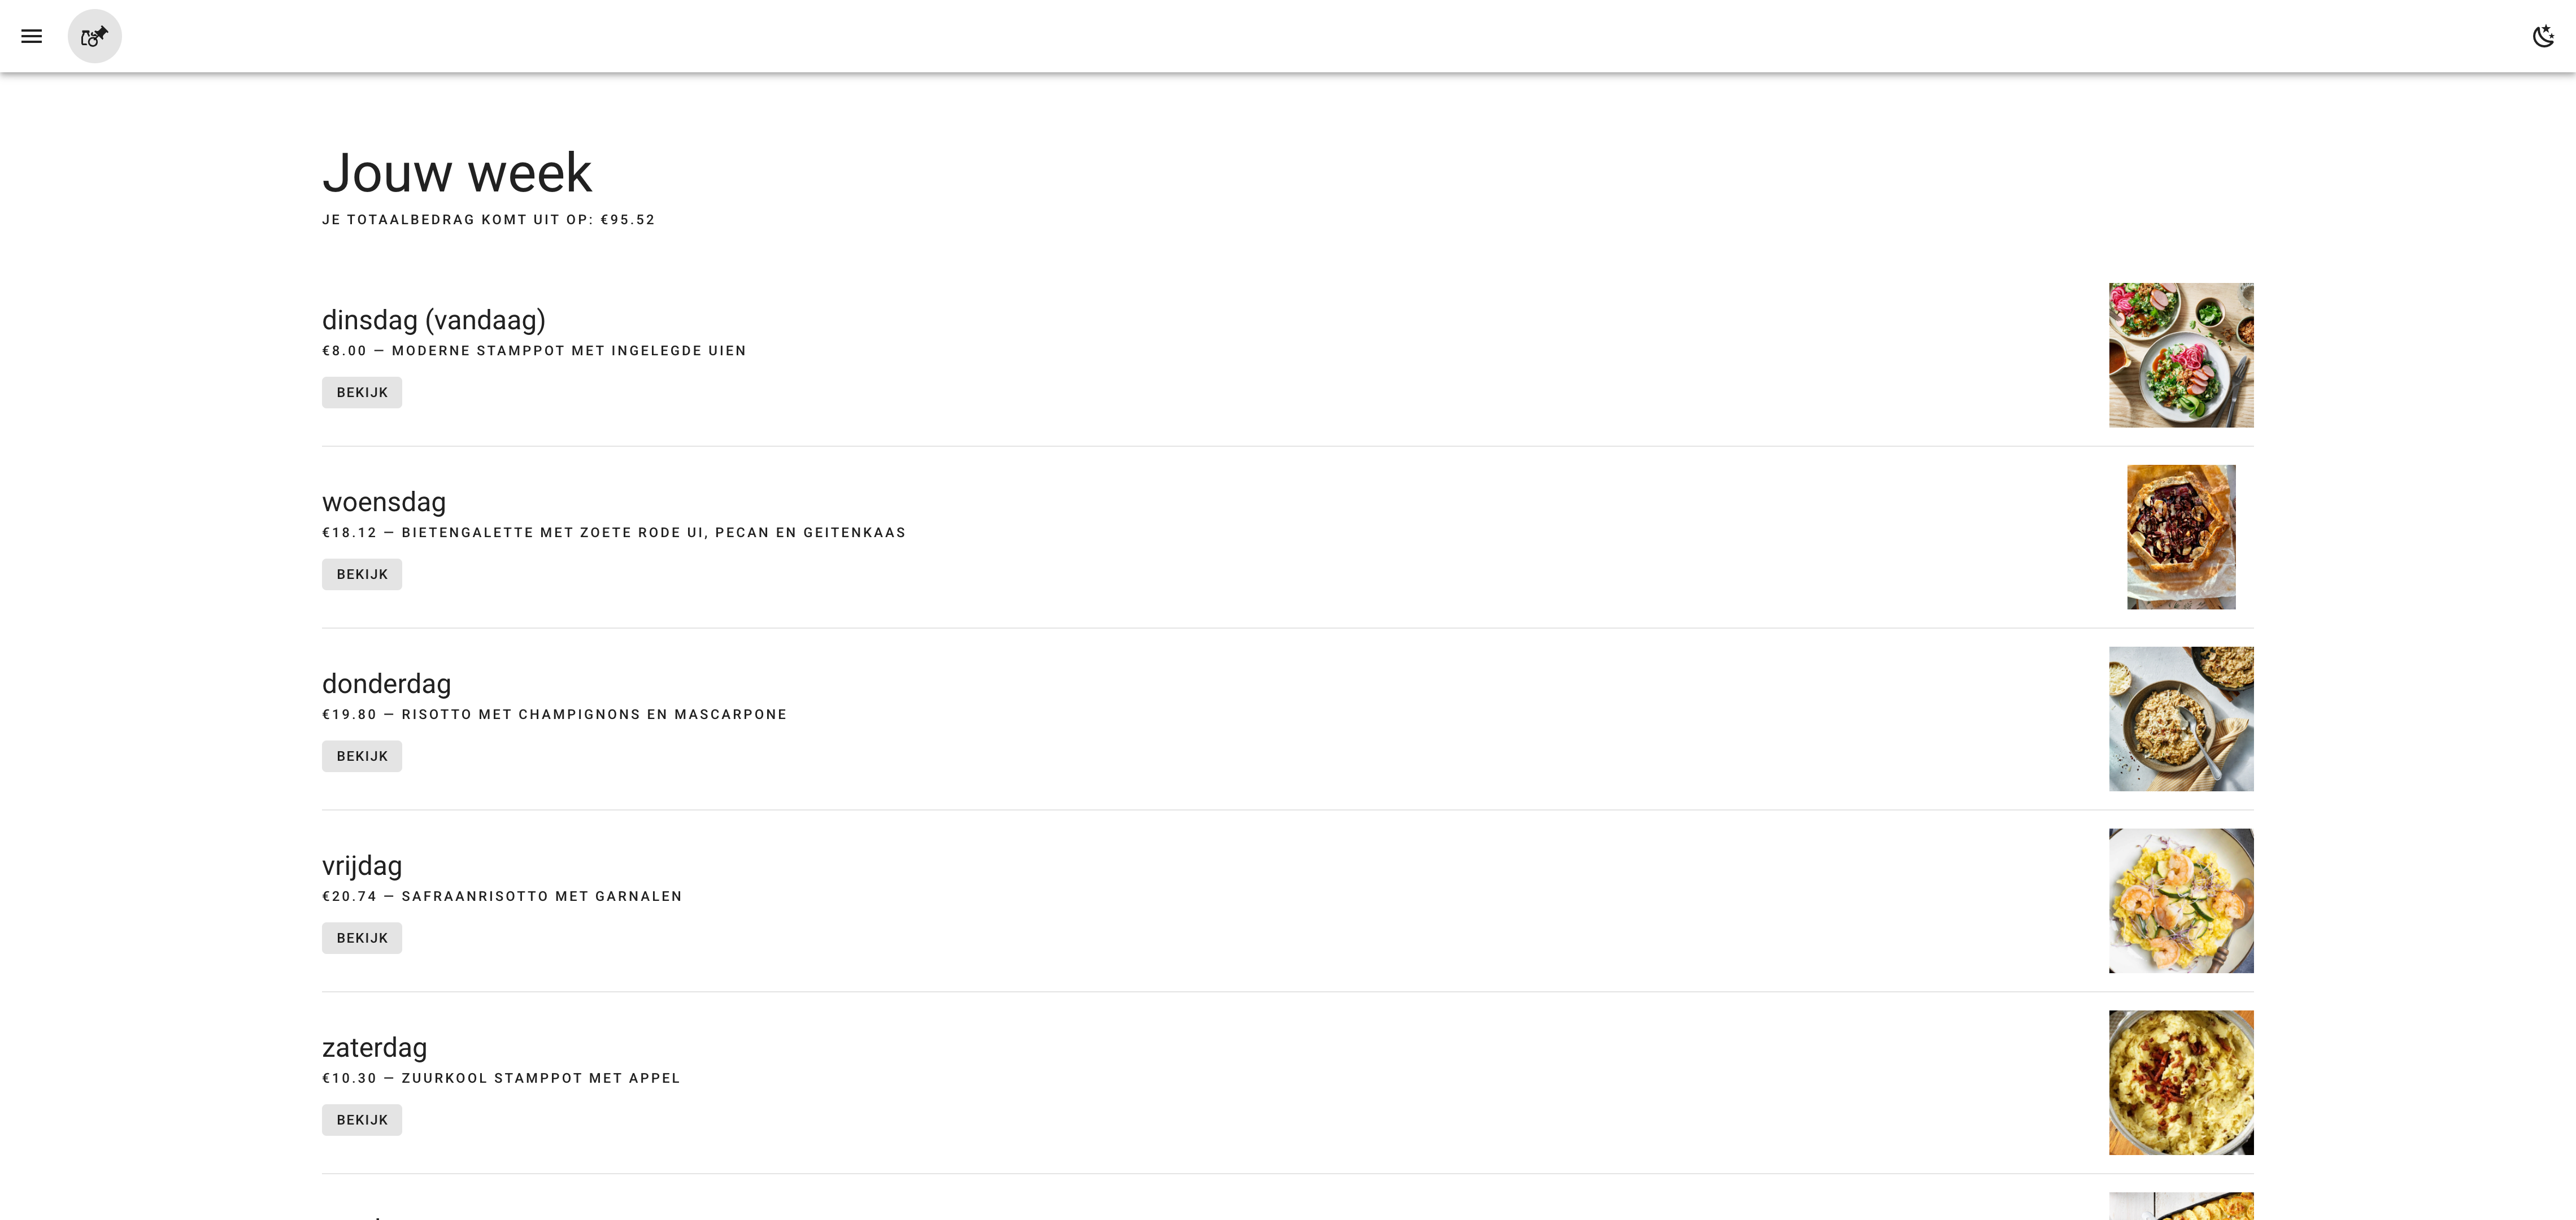 Jouw week
JE TOTAALBEDRAG KOMT UIT OP: €95.52
dinsdag (vandaag)
€8.00 — MODERNE STAMPPOT MET INGELEGDE UIEN
BEKIJK
woensdag
€18.12 — BIETENGALETTE MET ZOETE RODE UI, PECAN EN GEITENKAAS
BEKIJK
donderdag
€19.80 — RISOTTO MET CHAMPIGNONS EN MASCARPONE
BEKIJK
vrijdag
€20.74 — SAFRAANRISOTTO MET GARNALEN
BEKIJK
zaterdag
€10.30 — ZUURKOOL STAMPPOT MET APPEL
BEKIJK